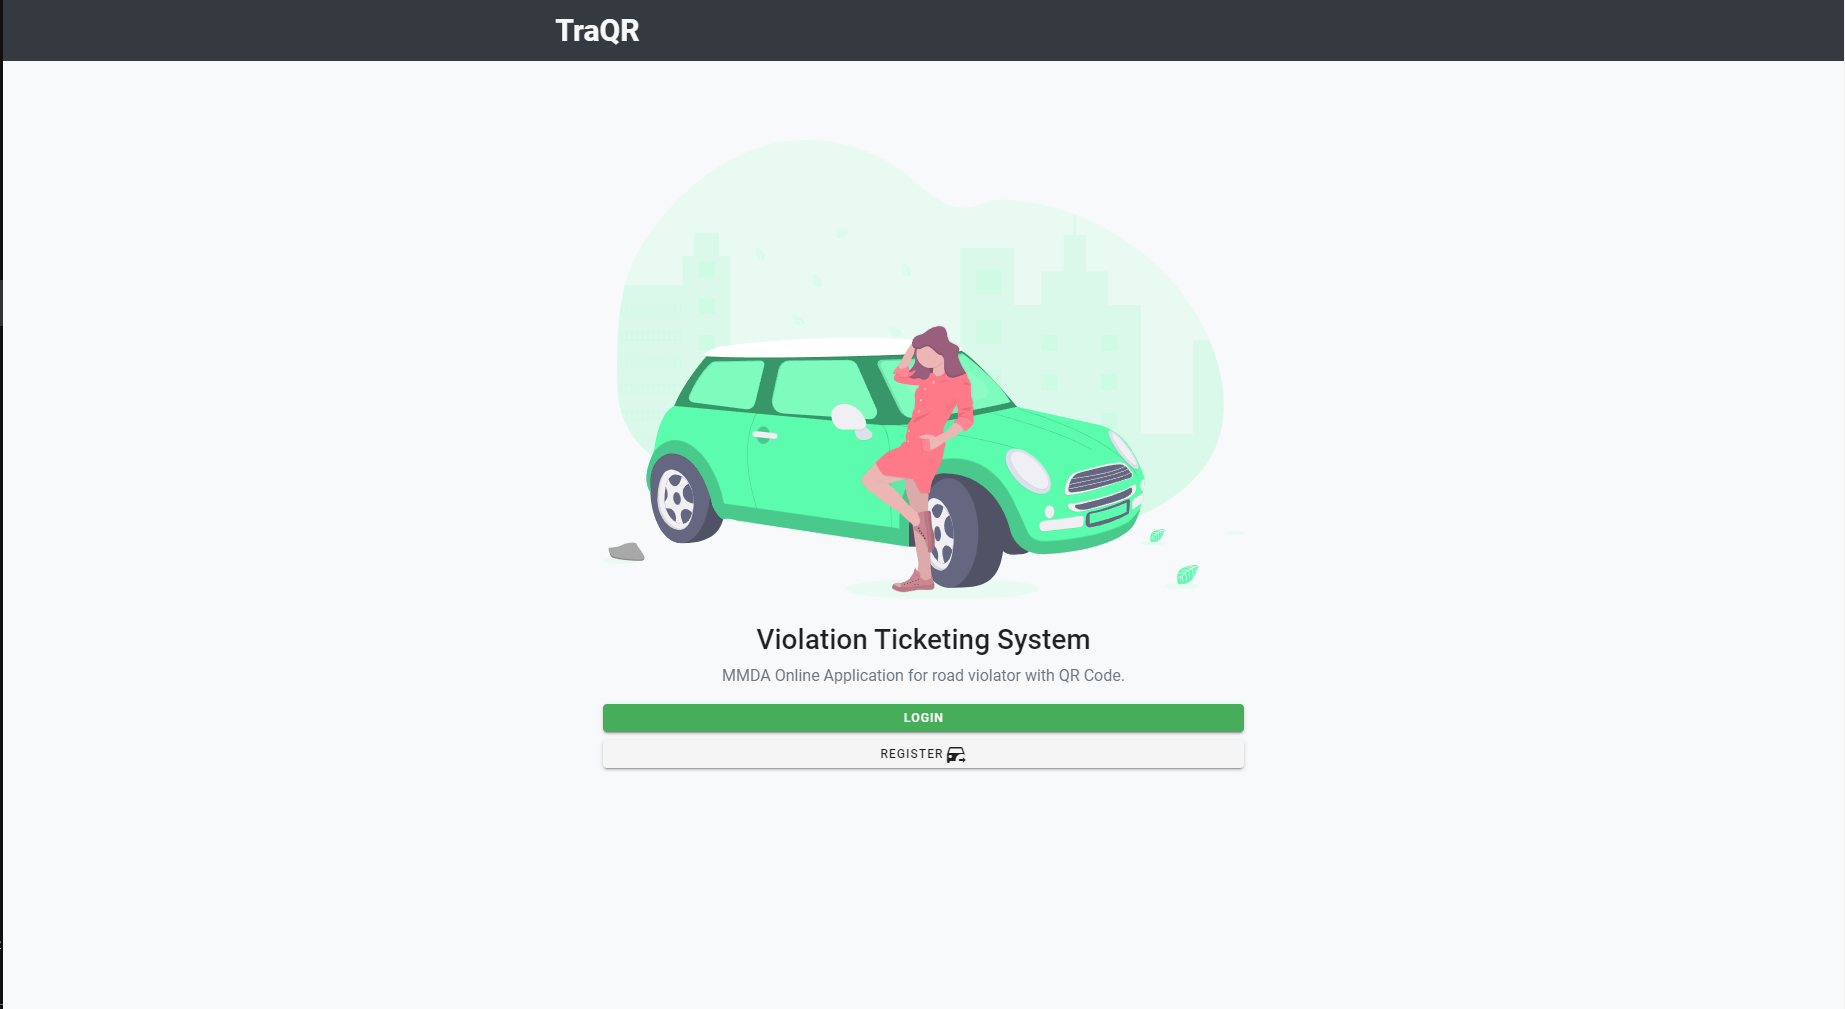 TraQR
Violation Ticketing System
MMDA Online Application for road violator with QR Code.
LOGIN
REGISTER